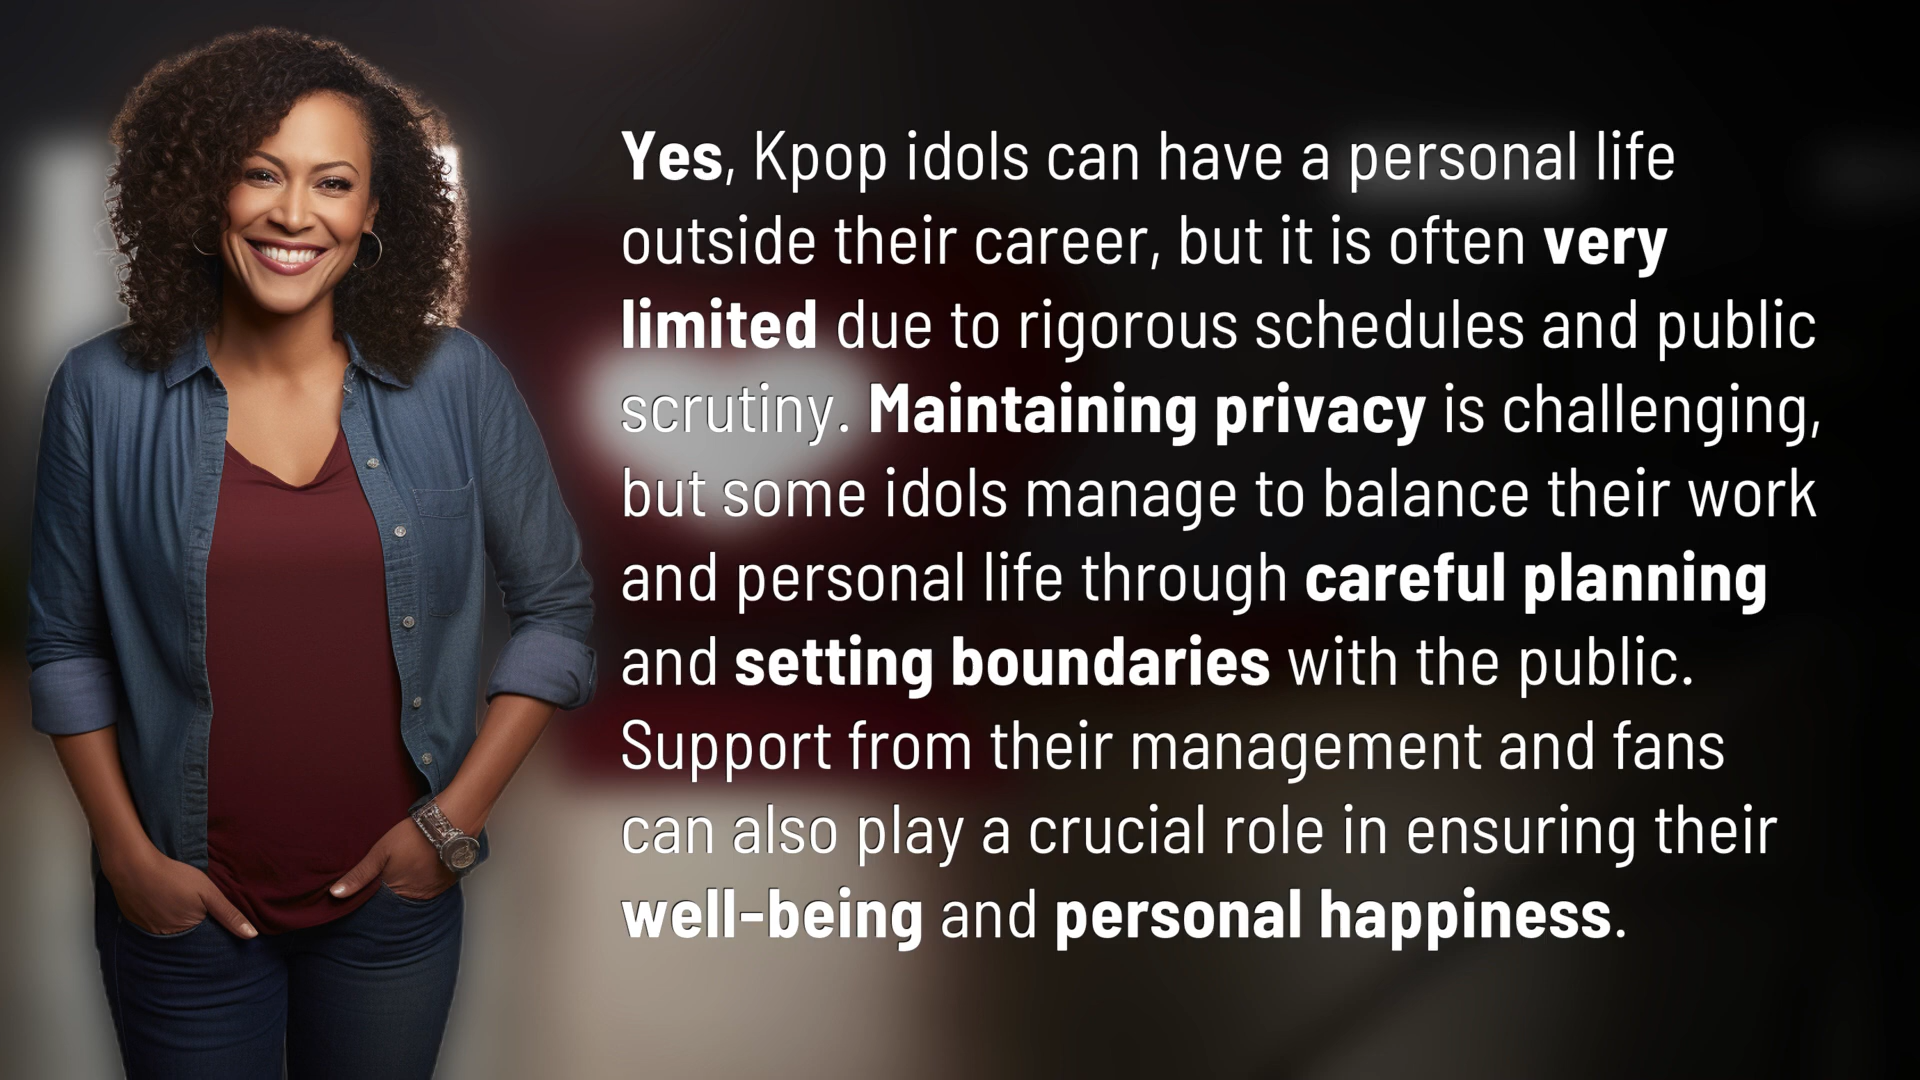 Yes, Kpop idols can have a personal life
outside their career, but it is often very
limited due to rigorous schedules and public
scrutiny. Maintaining privacy is challenging,
but some idols manage to balance their work
and personal life through careful planning
and setting boundaries with the public.
Support from their management and fans
can also play a crucial role in ensuring their
well-being and personal happiness.